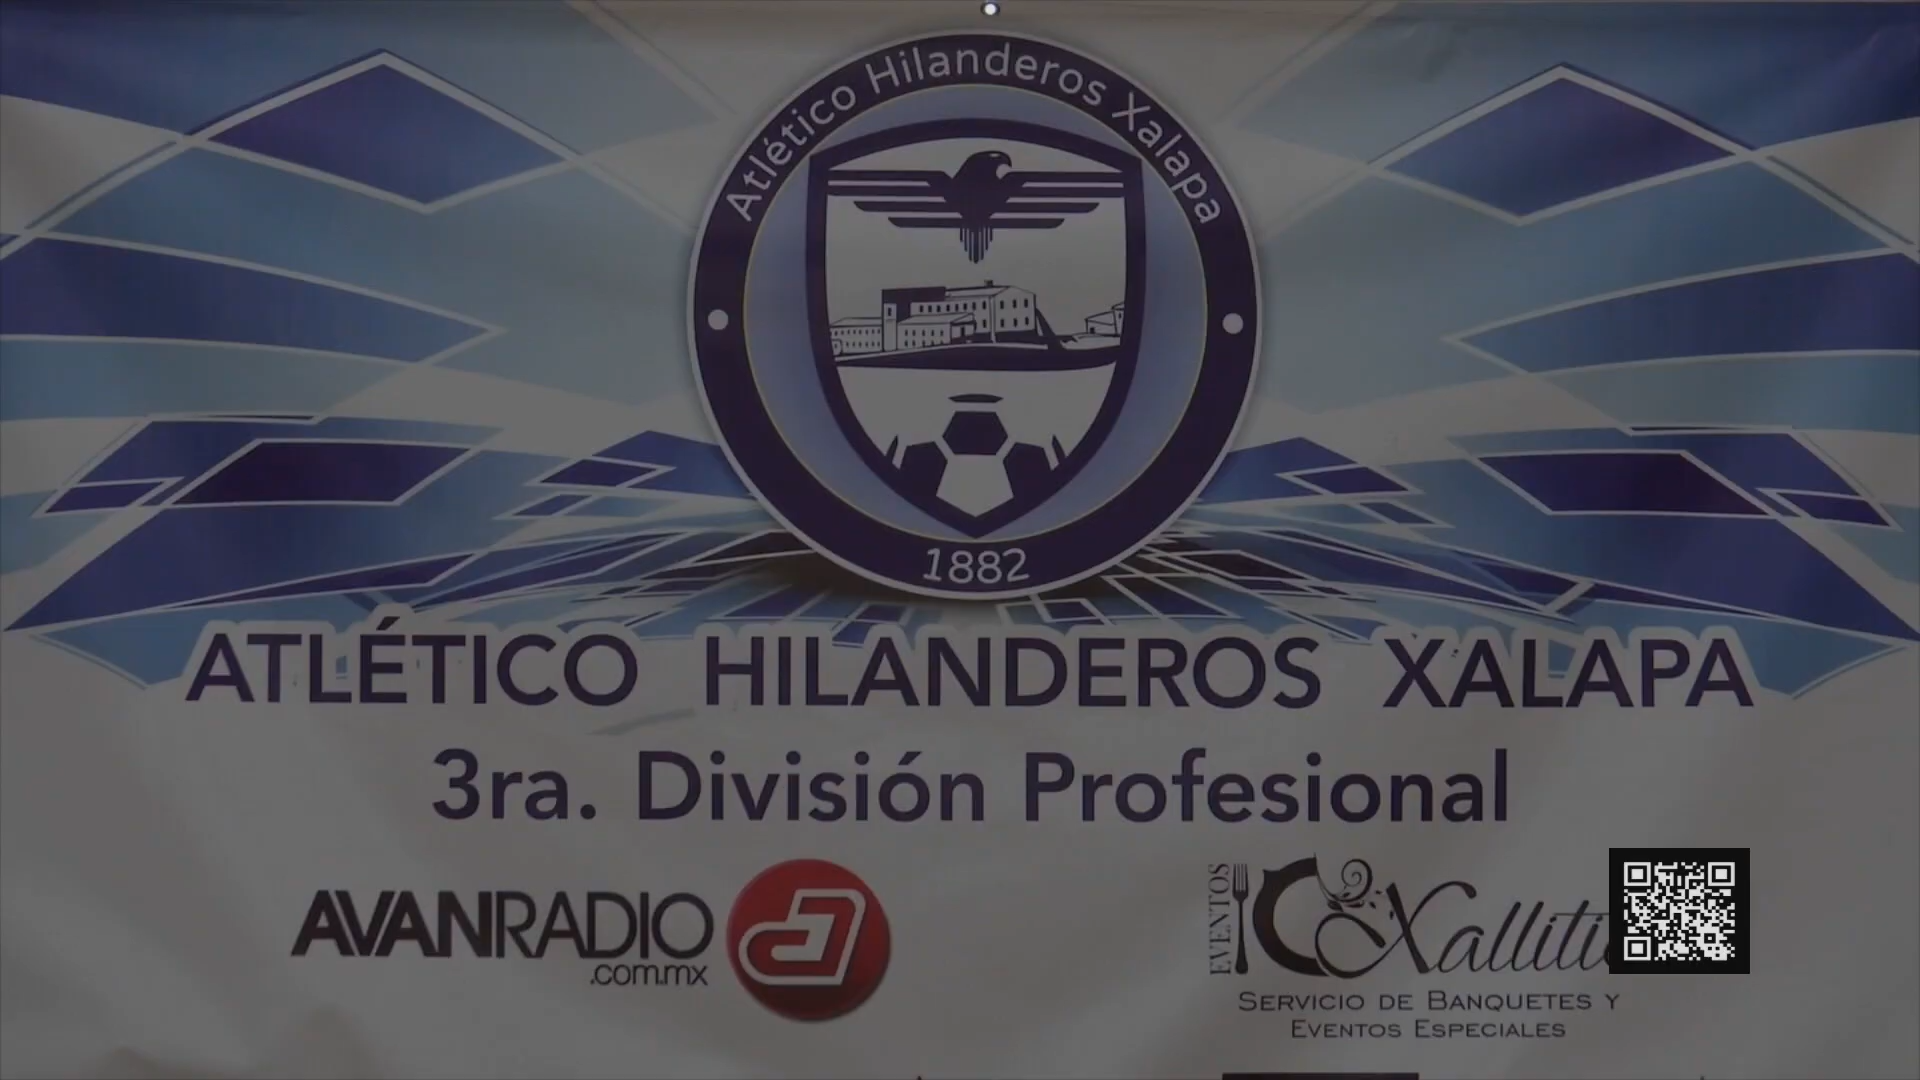 Atlético Hilanderos Xalapa
1882
ATLÉTICO HILANDEROS XALAPA
3ra. División Profesional
AVANRADIO
.com.mx
EVENTOS
SERVICIO DE BANQUETES Y
EVENTOS ESPECIALES